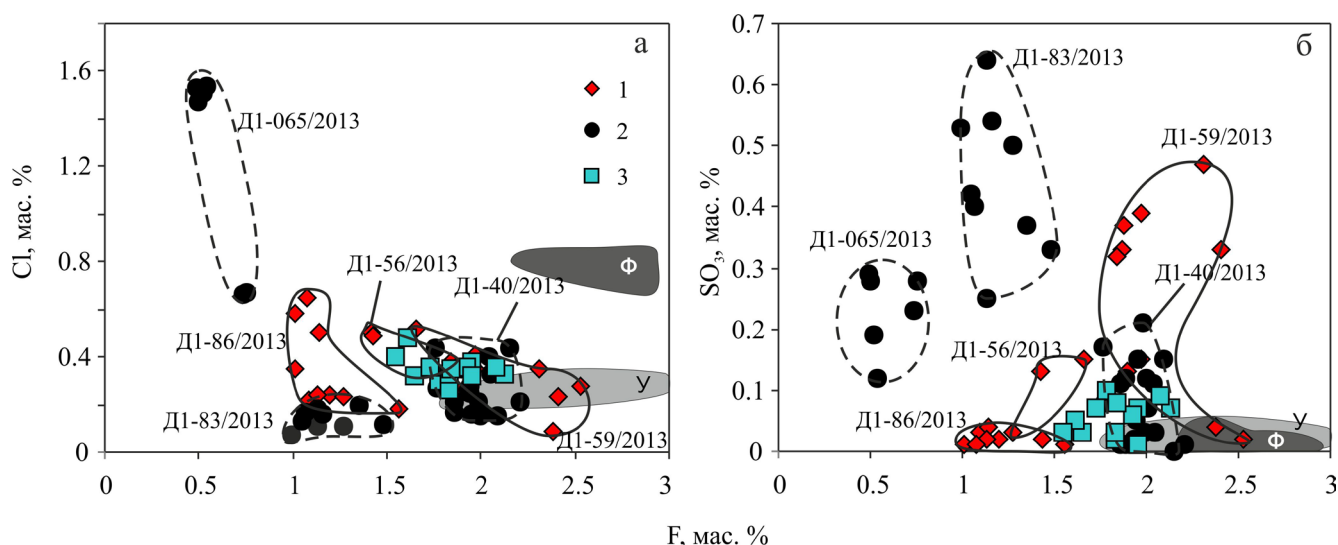 а
Cl, мас. %
1.6
1.2
0.8
0.4
0
0
0.5
1
1.5
2
2.5
3
Д1-065/2013
1
2
3
Д1-56/2013
Ф
Д1-40/2013
Д1-86/2013
У
Д1-83/2013
Д1-59/2013
б
SO₃, мас. %
0.7
0.6
0.5
0.4
0.3
0.2
0.1
0
0
0.5
1
1.5
2
2.5
3
Д1-83/2013
Д1-59/2013
Д1-065/2013
Д1-40/2013
Д1-56/2013
Д1-86/2013
У
Ф
F, мас. %